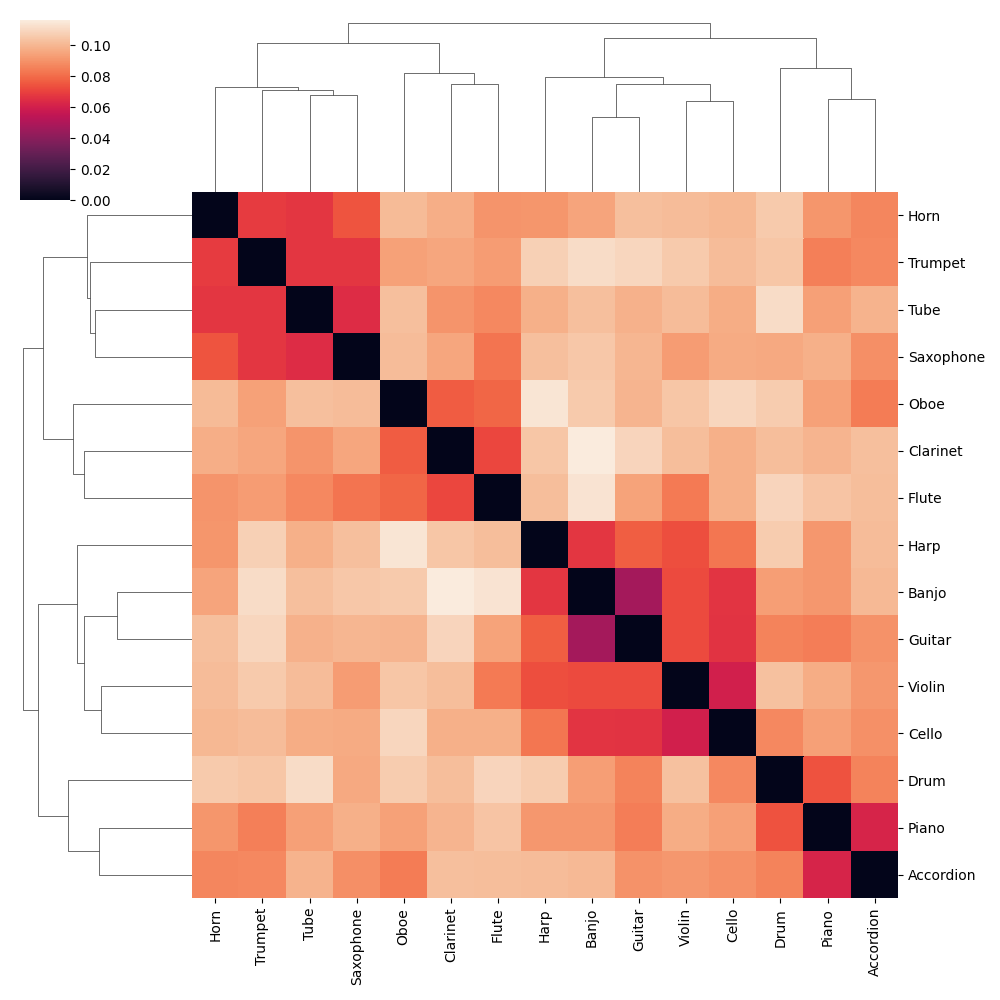 0.10
0.08
0.06
0.04
0.02
0.00
Horn
Trumpet
Tube
Saxophone
Oboe
Clarinet
Flute
Harp
Banjo
Guitar
Violin
Cello
Drum
Piano
Accordion
Horn
Trumpet
Tube
Saxophone
Oboe
Clarinet
Flute
Harp
Banjo
Guitar
Violin
Cello
Drum
Piano
Accordion